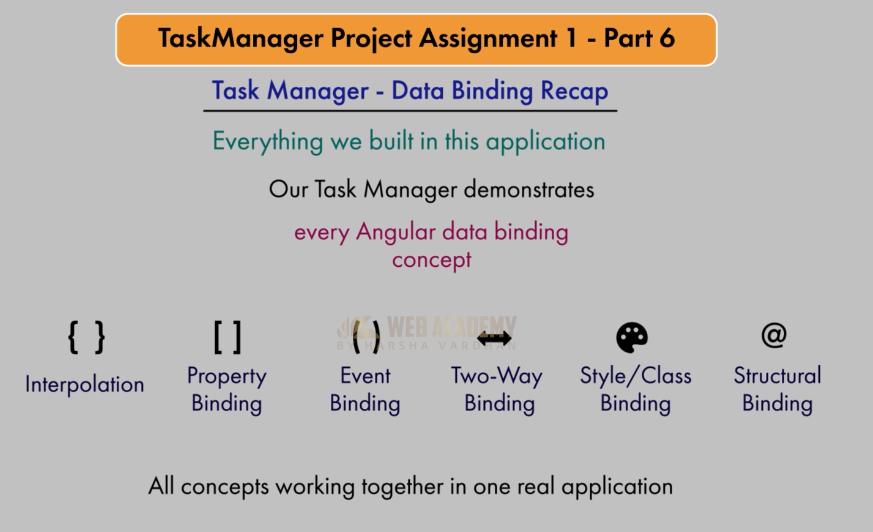 TaskManager Project Assignment 1 - Part 6
Task Manager - Data Binding Recap
Everything we built in this application
Our Task Manager demonstrates
every Angular data binding
concept
{ }
Interpolation
[ ]
Property
Binding
( )
Event
Binding
Two-Way
Binding
Style/Class
Binding
@
Structural
Binding
WEB ACADEMY
BY HARSHA VARDHAN
All concepts working together in one real application